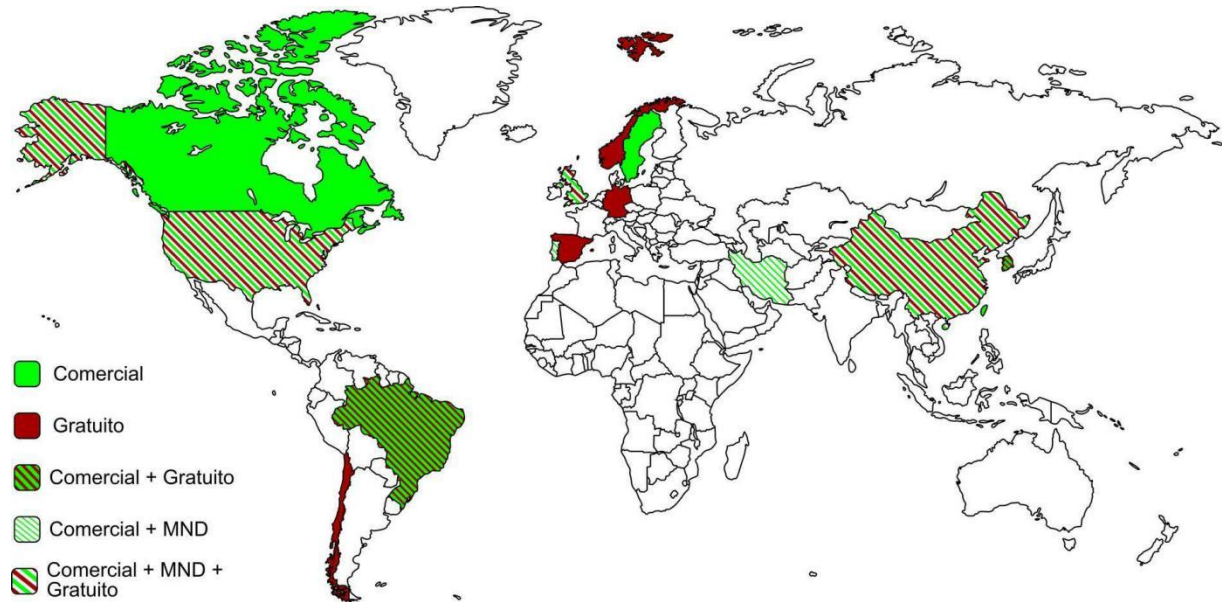 Comercial
Gratuito
Comercial + Gratuito
Comercial + MND
Comercial + MND +
Gratuito